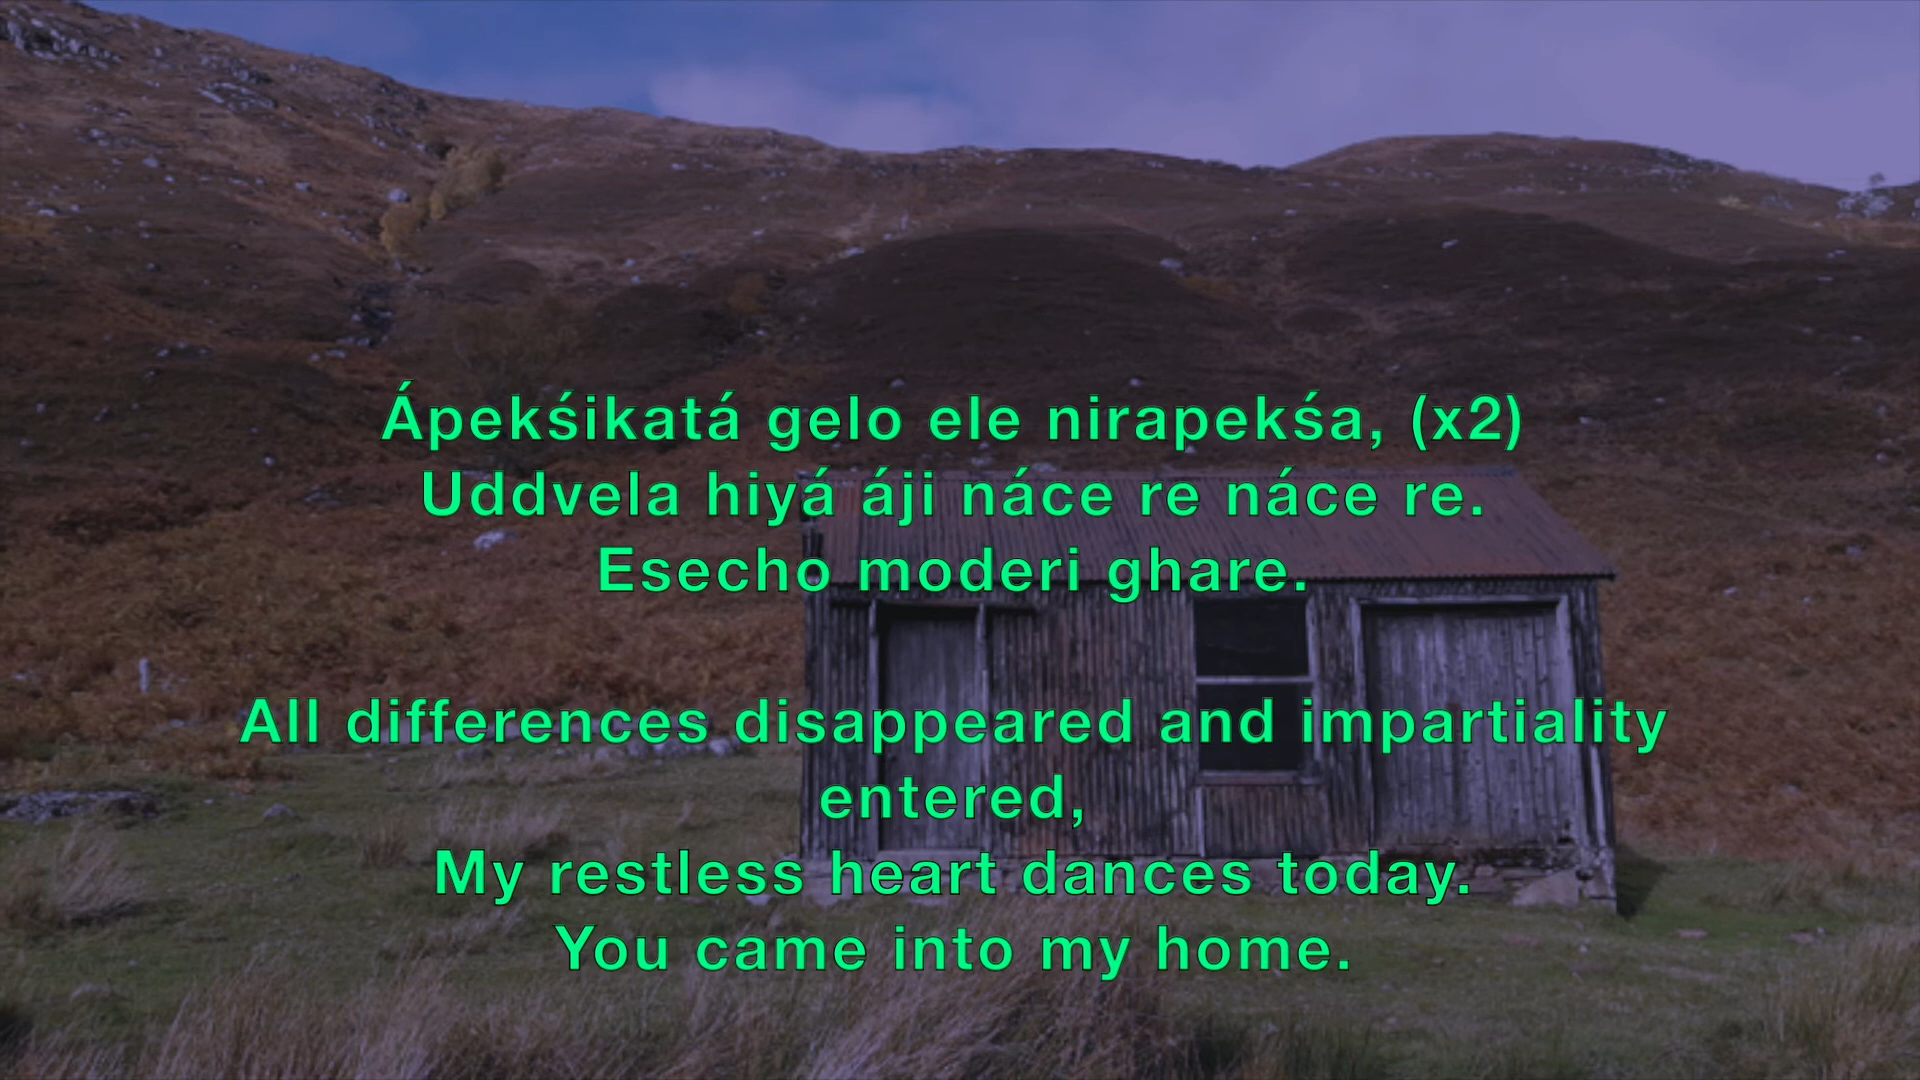 Ápekśikatá gelo ele nirapekśa, (x2)
Uddvela hiyá áji náce re náce re.
Esecho moderi ghare.
All differences disappeared and impartiality
entered,
My restless heart dances today.
You came into my home.